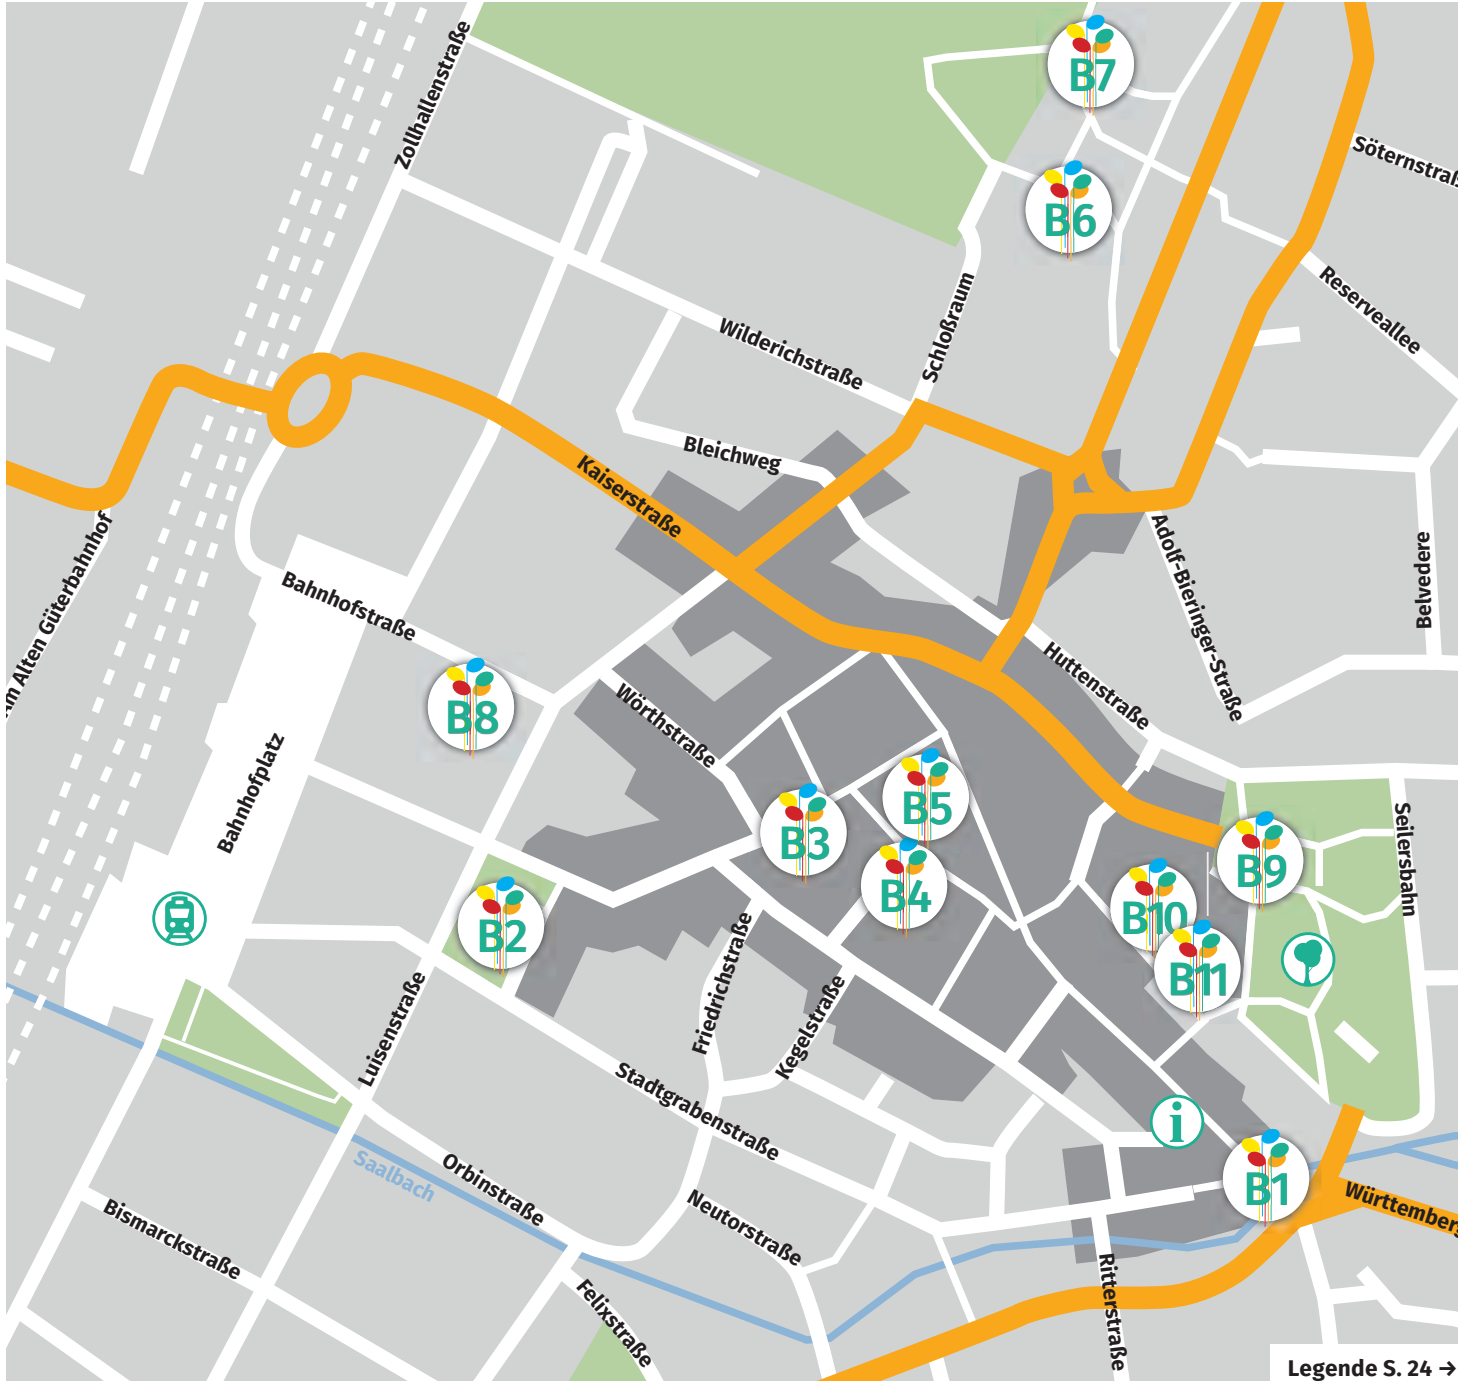 B7
Zollhallenstraße
Söternstraß
B6
Reserveallee
Schloßraum
Wilderichstraße
Bleichweg
Kaiserstraße
Am Alten Güterbahnhof
Adolf-Bieringer-Straße
Belvedere
Bahnhofstraße
Huttenstraße
B8
Wörthstraße
Bahnhofplatz
B5
B3
Seilersbahn
B9
B4
B10
B2
B11
Friedrichstraße
Kegelstraße
Luisenstraße
Stadtgrabenstraße
i
Saalbach
Orbinstraße
B1
Württemberg
Neutorstraße
Bismarckstraße
Ritterstraße
Felixstraße
Legende S. 24 →